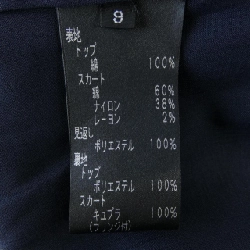 9
表地
トップ
綿 100%
スカート
綿 60%
ナイロン 38%
レーヨン 2%
見返し
ポリエステル 100%
裏地
トップ
ポリエステル 100%
スカート
キュプラ 100%